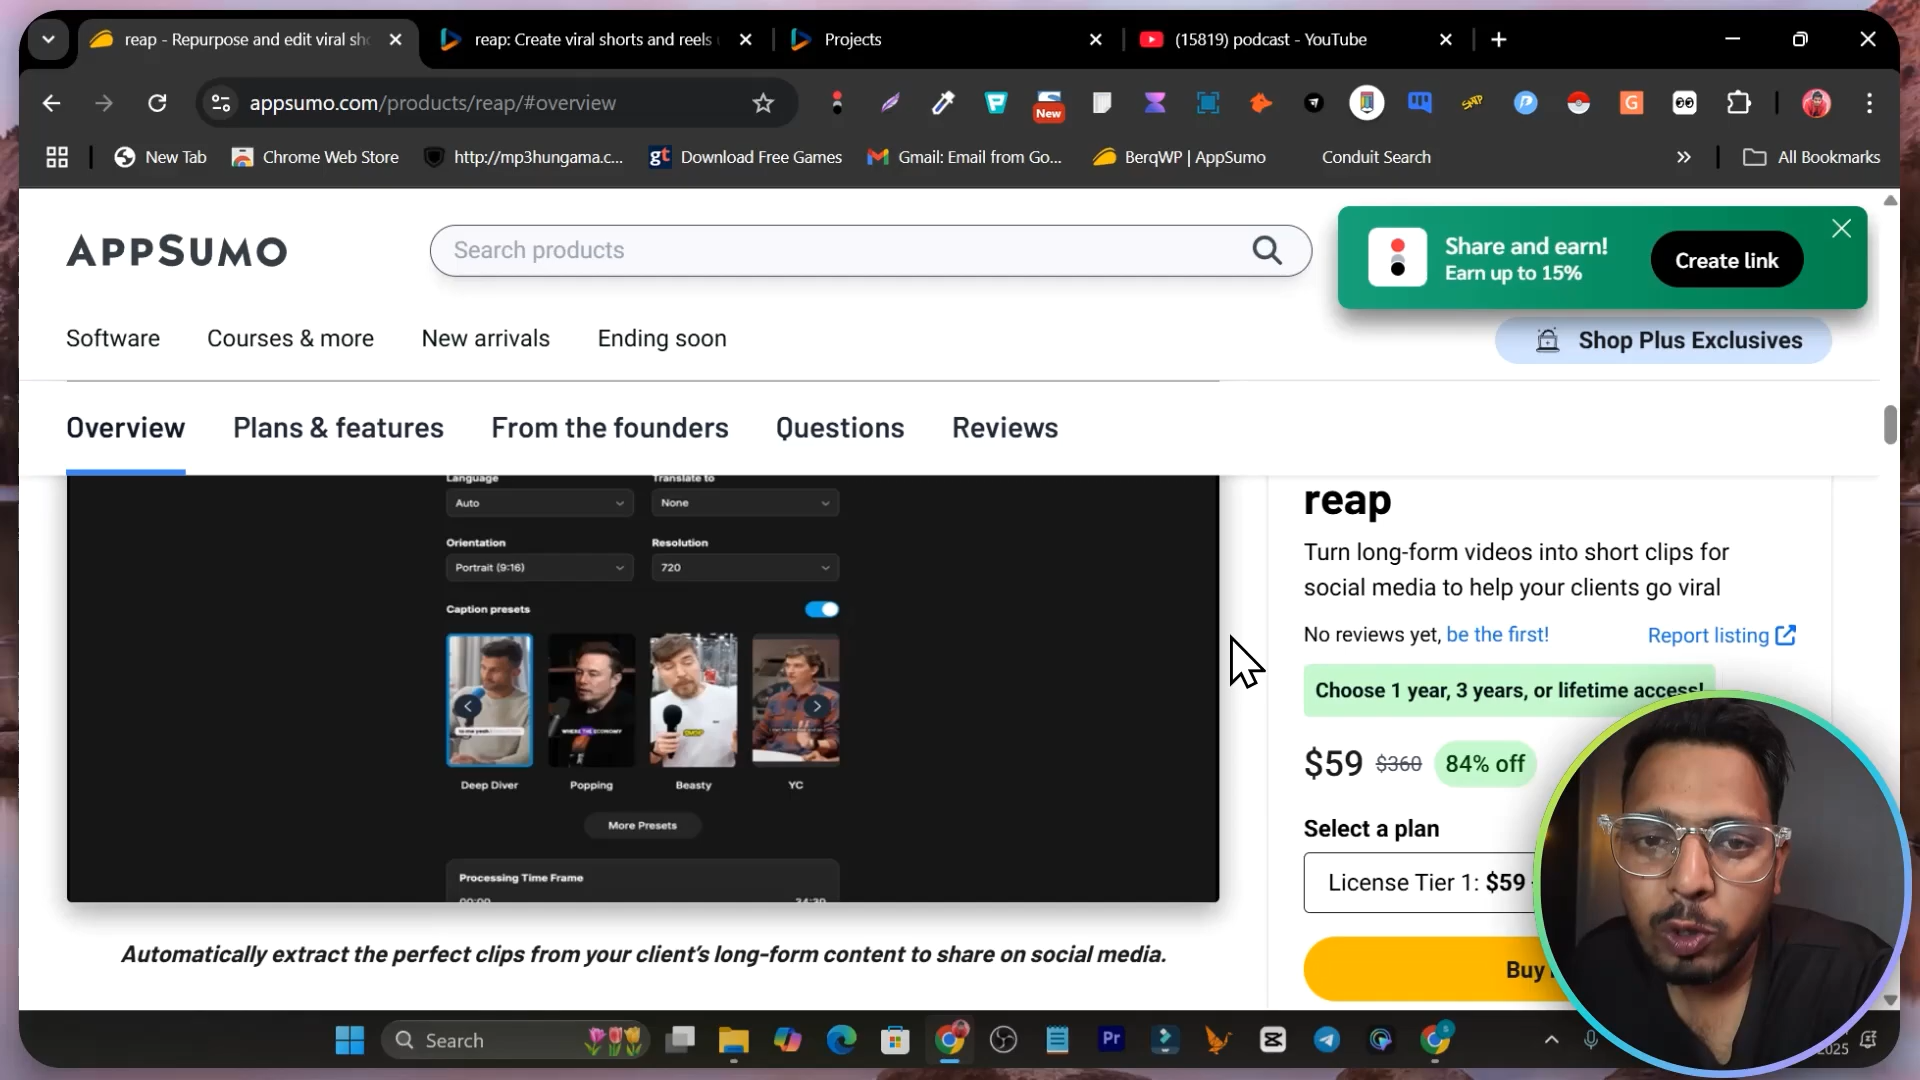 reap - Repurpose and edit viral sh
reap: Create viral shorts and reels
Projects
(15819) podcast - YouTube
appsumo.com/products/reap/#overview
New
New Tab
Chrome Web Store
http://mp3hungama.c...
Download Free Games
Gmail: Email from Go...
BerqWP | AppSumo
Conduit Search
All Bookmarks
APPSUMO
Search products
Share and earn!
Earn up to 15%
Create link
Software
Courses & more
New arrivals
Ending soon
Shop Plus Exclusives
Overview
Plans & features
From the founders
Questions
Reviews
Language
Translate to
Auto
None
Orientation
Resolution
Portrait (9:16)
720
Caption presets
WHERE THE ECONOMY
Deep Diver
Popping
Beasty
YC
More Presets
Processing Time Frame
00:00
34:30
Automatically extract the perfect clips from your client's long-form content to share on social media.
reap
Turn long-form videos into short clips for
social media to help your clients go viral
No reviews yet, be the first!
Report listing
Choose 1 year, 3 years, or lifetime access!
$59 $360 84% off
Select a plan
License Tier 1: $59
Buy
Search
Pr
2025